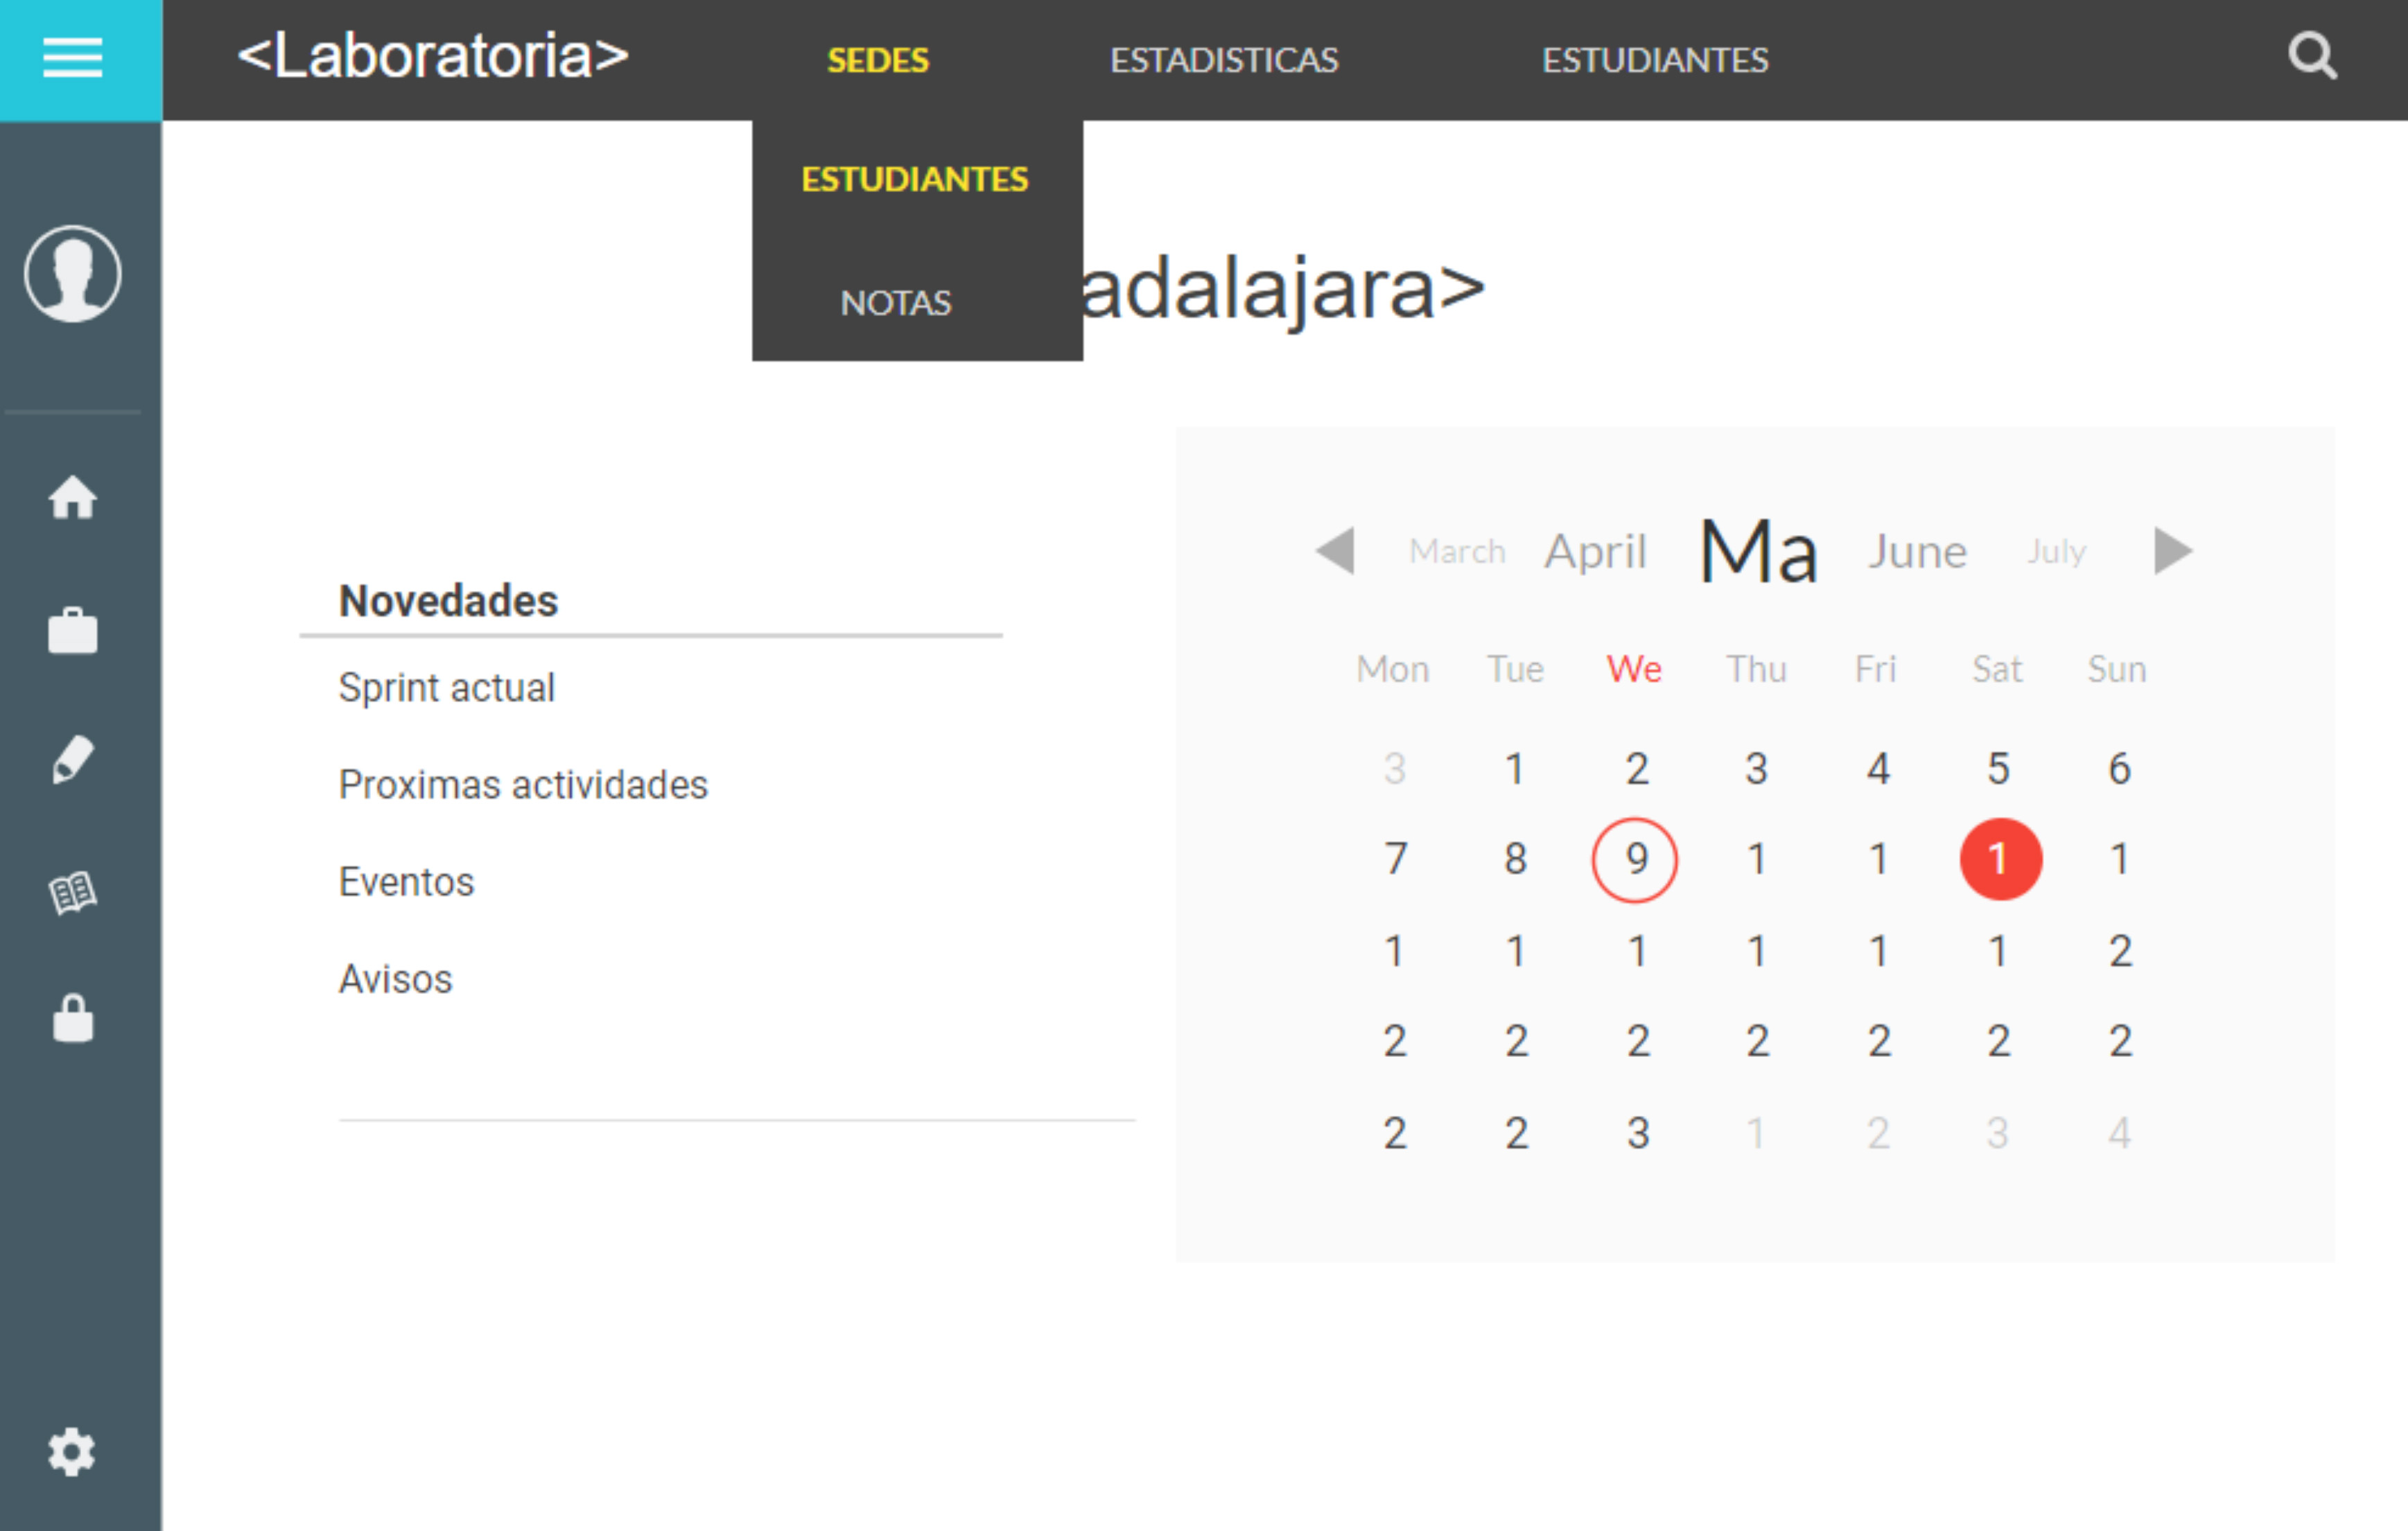 <Laboratoria> SEDES ESTADISTICAS ESTUDIANTES
ESTUDIANTES
NOTAS
adalajara>
Novedades
Sprint actual
Proximas actividades
Eventos
Avisos
March April Ma June July
Mon Tue We Thu Fri Sat Sun
3 1 2 3 4 5 6
7 8 9 1 1 1 1
1 1 1 1 1 1 2
2 2 2 2 2 2 2
2 2 3 1 2 3 4